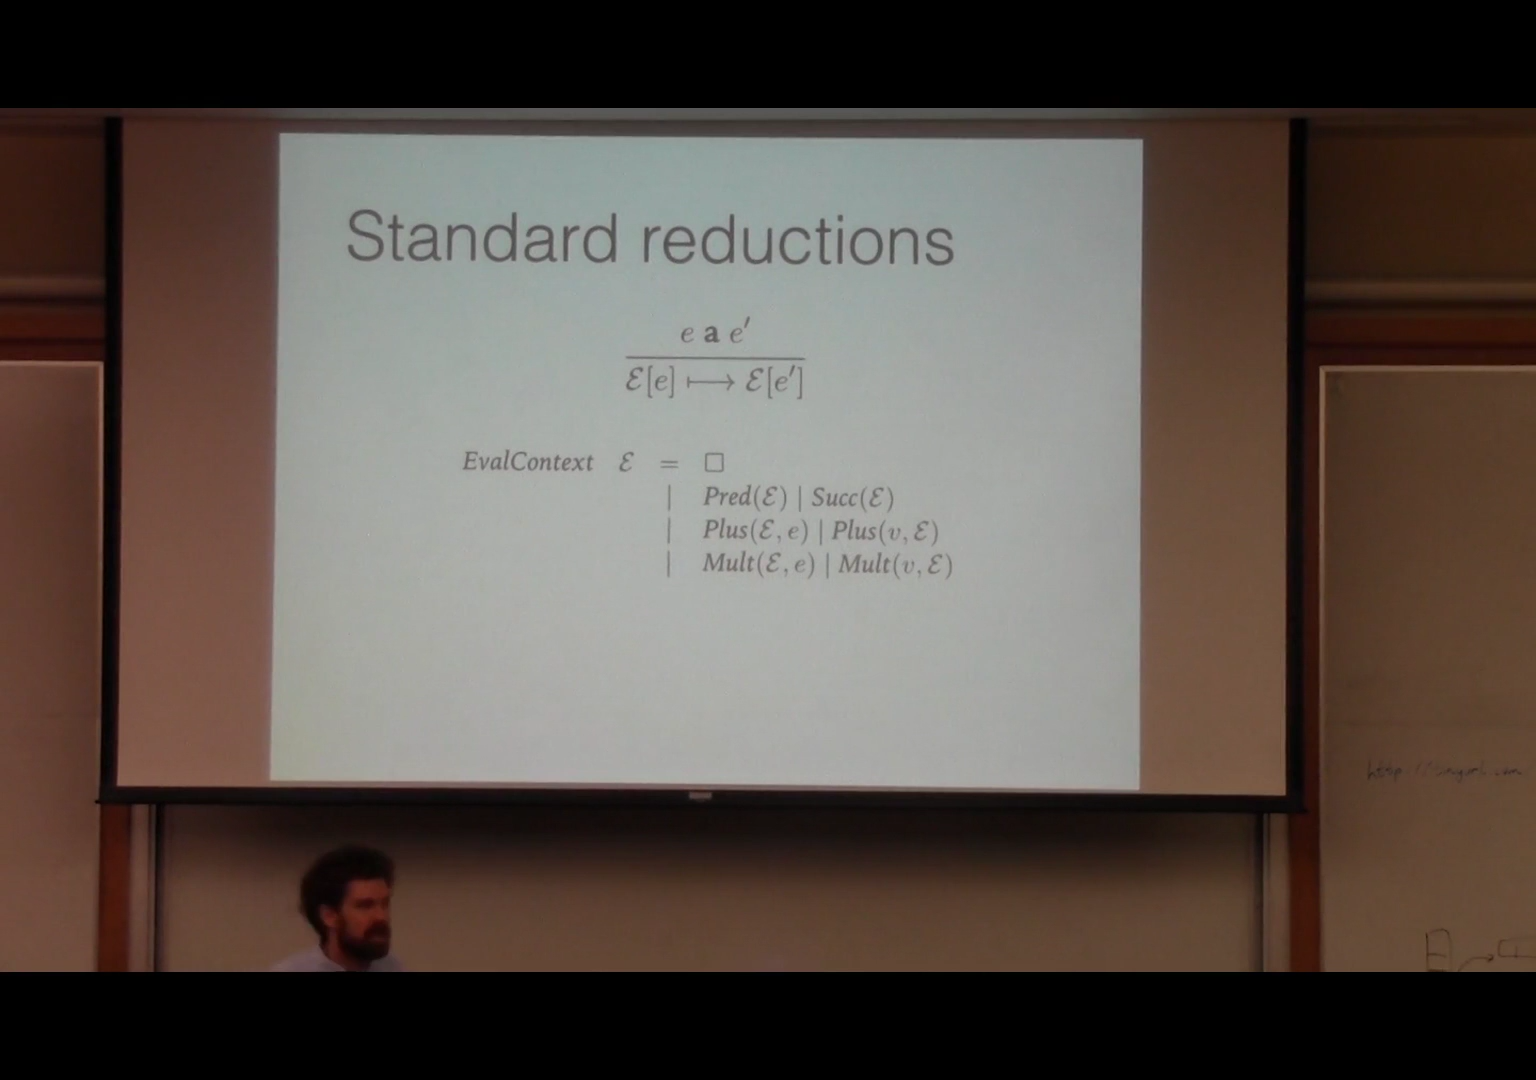 Standard reductions
e a e′
ℰ[e] ⟼ ℰ[e′]
EvalContext ℰ = □
| Pred(ℰ) | Succ(ℰ)
| Plus(ℰ, e) | Plus(v, ℰ)
| Mult(ℰ, e) | Mult(v, ℰ)